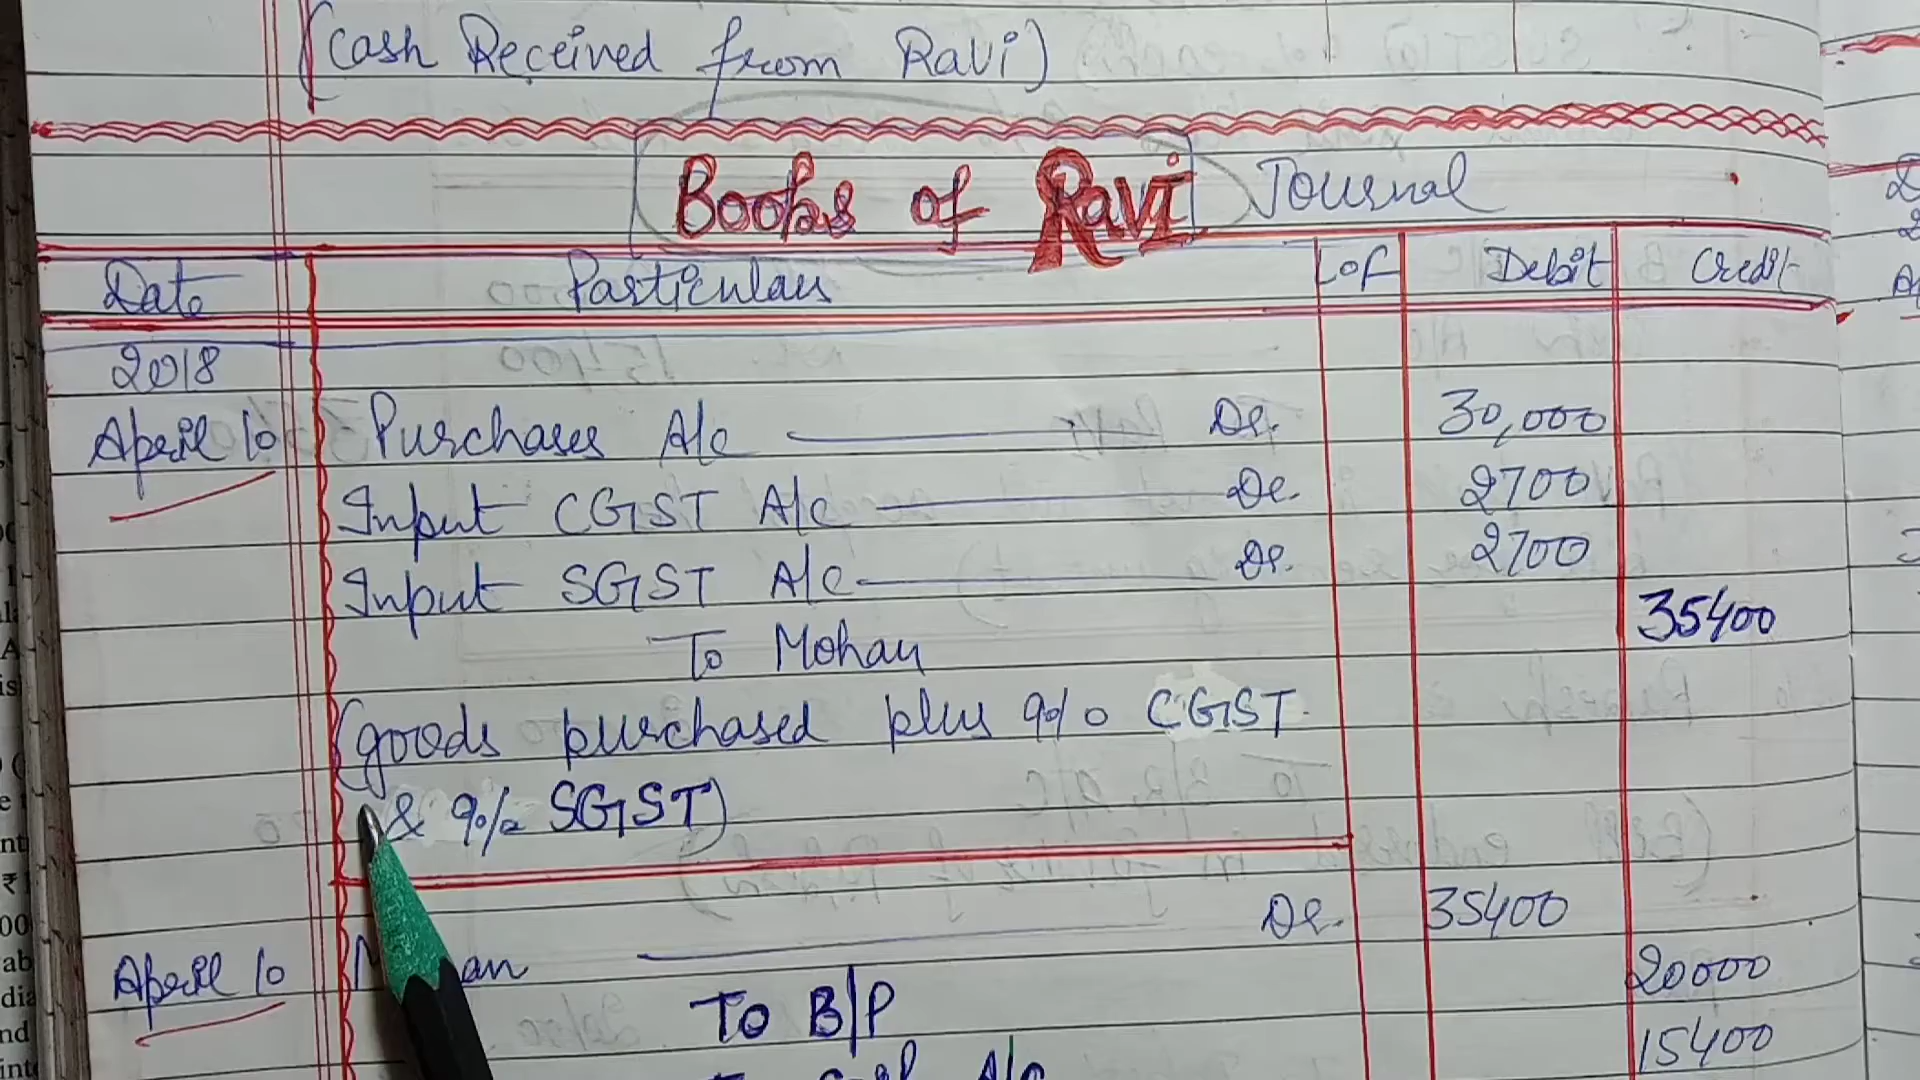 (Cash Received from Ravi)
Books of Ravi Journal
Date Particulars L.F Debit Credit
2018
April 10 Purchases A/c Dr. 30,000
Input CGST A/c Dr. 2700
Input SGST A/c Dr. 2700
To Mohan 35400
(goods purchased plus 9% CGST
& 9% SGST)
April 10 Dr. 35400
To B/P 20000
A/c 15400